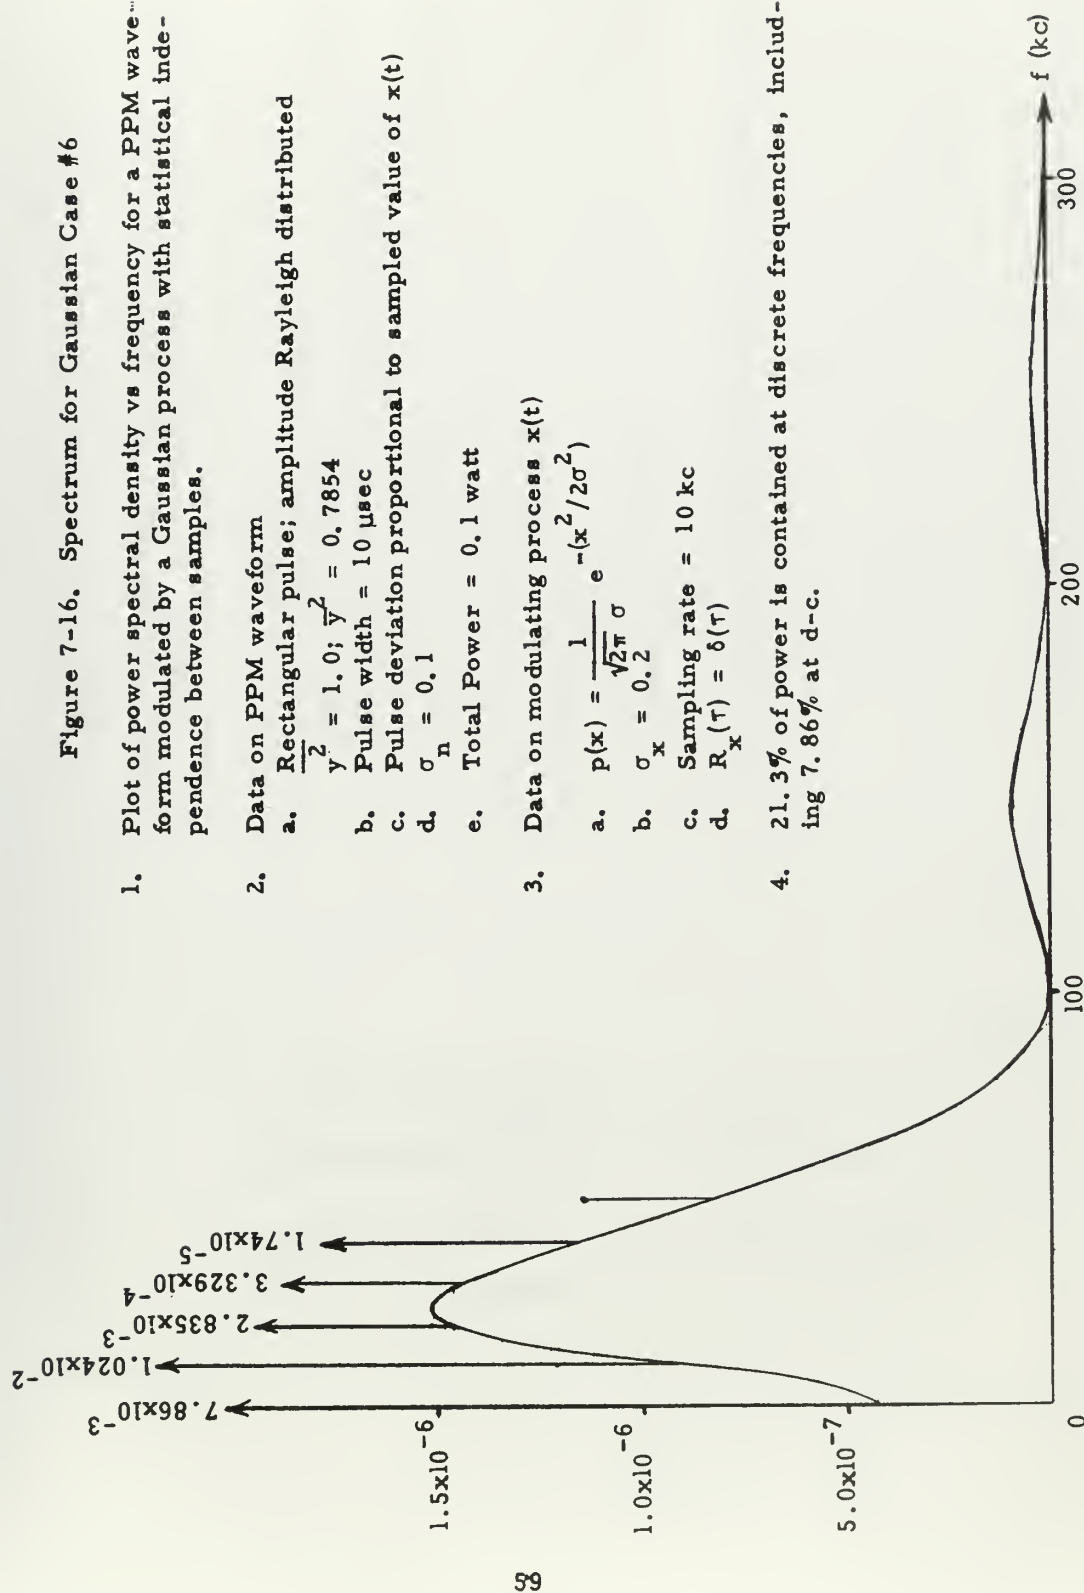 Figure 7-16. Spectrum for Gaussian Case #6
1. Plot of power spectral density vs frequency for a PPM wave-
form modulated by a Gaussian process with statistical inde-
pendence between samples.
2. Data on PPM waveform
a. Rectangular pulse; amplitude Rayleigh distributed
y² = 1.0; y̅² = 0.7854
b. Pulse width = 10 μsec
c. Pulse deviation proportional to sampled value of x(t)
d. σn = 0.1
e. Total Power = 0.1 watt
3. Data on modulating process x(t)
a. p(x) = 1/√2π σ e^-(x²/2σ²)
b. σx = 0.2
c. Sampling rate = 10 kc
d. Rx(τ) = δ(τ)
4. 21.3% of power is contained at discrete frequencies, includ-
ing 7.86% at d-c.
7.86x10⁻³
1.024x10⁻²
2.835x10⁻³
3.329x10⁻⁴
1.74x10⁻⁵
1.5x10⁻⁶
1.0x10⁻⁶
5.0x10⁻⁷
0
100
200
300
f (kc)